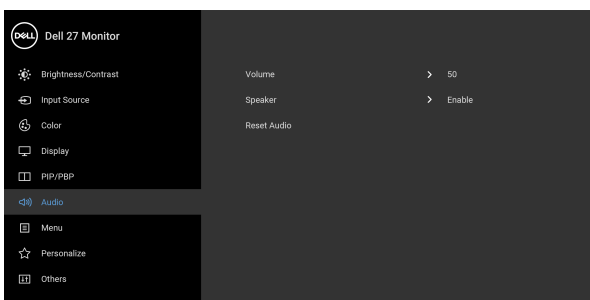 DELL Dell 27 Monitor
Brightness/Contrast
Volume 50
Input Source
Speaker Enable
Color
Reset Audio
Display
PIP/PBP
Audio
Menu
Personalize
Others